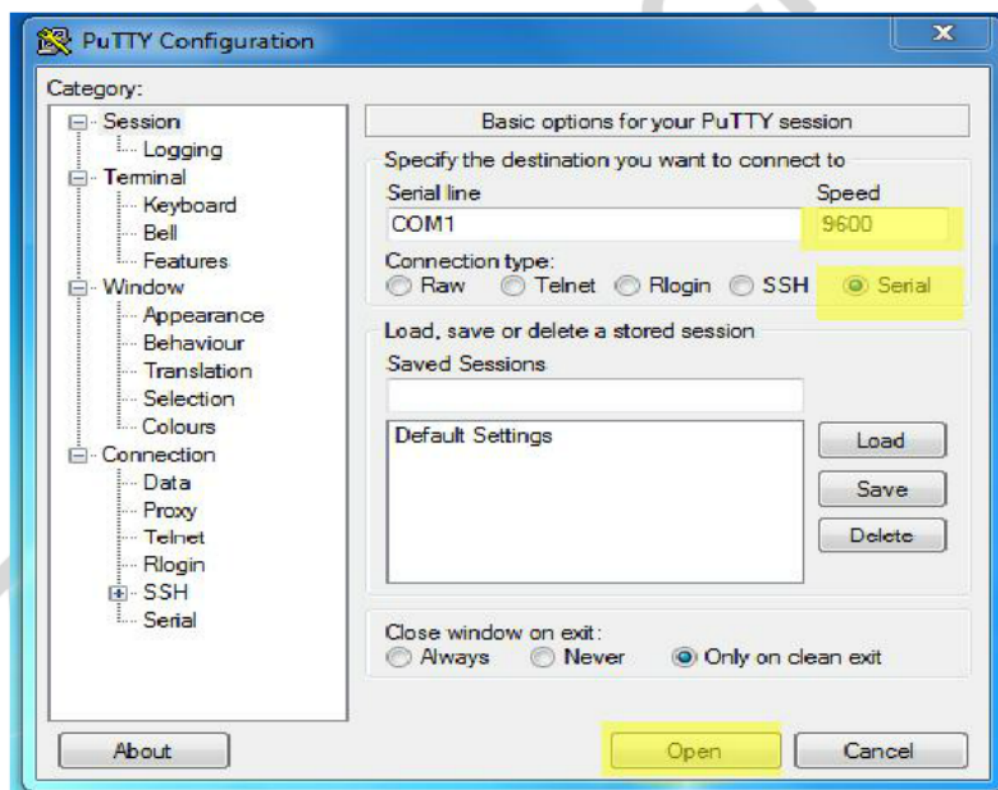 PuTTY Configuration
Category:
Session
Logging
Terminal
Keyboard
Bell
Features
Window
Appearance
Behaviour
Translation
Selection
Colours
Connection
Data
Proxy
Telnet
Rlogin
SSH
Serial
Basic options for your PuTTY session
Specify the destination you want to connect to
Serial line Speed
COM1 9600
Connection type:
Raw Telnet Rlogin SSH Serial
Load, save or delete a stored session
Saved Sessions
Default Settings
Load
Save
Delete
Close window on exit:
Always Never Only on clean exit
About Open Cancel